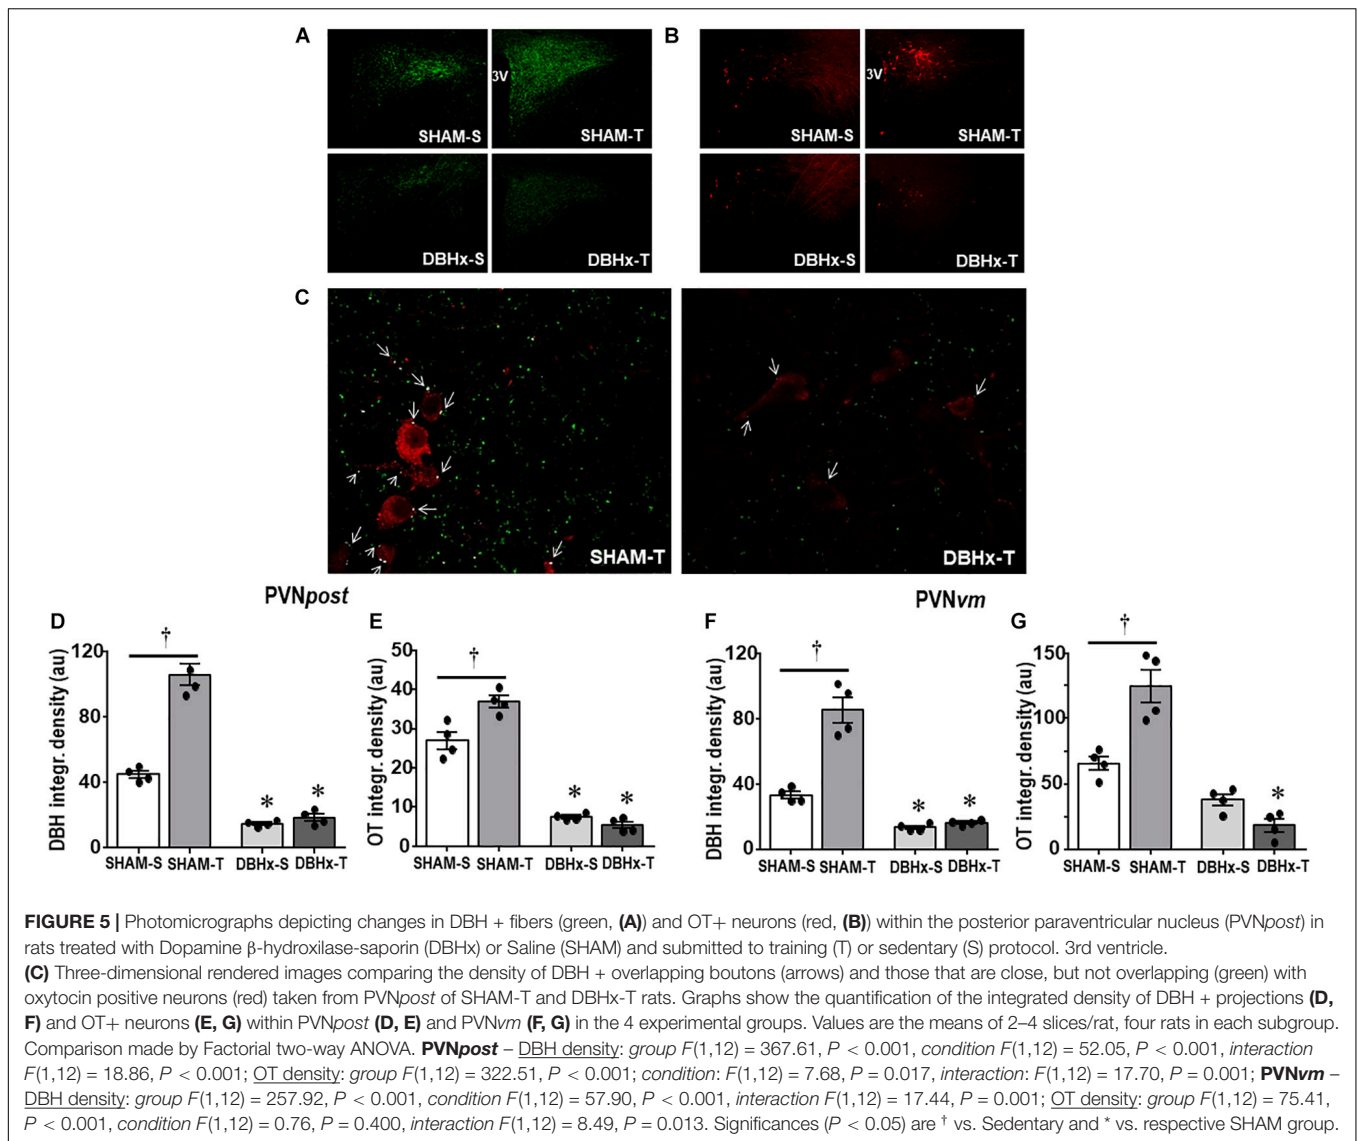 A
B
3V
SHAM-S
SHAM-T
3V
SHAM-S
SHAM-T
DBHx-S
DBHx-T
DBHx-S
DBHx-T
C
SHAM-T
DBHx-T
PVNpost
PVNvm
D
†
DBH integr. density (au)
120
80
40
0
* *
SHAM-S SHAM-T DBHx-S DBHx-T
E
†
OT integr. density (au)
50
40
30
20
10
0
* *
SHAM-S SHAM-T DBHx-S DBHx-T
F
†
DBH integr. density (au)
120
80
40
0
* *
SHAM-S SHAM-T DBHx-S DBHx-T
G
†
OT integr. density (au)
150
100
50
0
*
SHAM-S SHAM-T DBHx-S DBHx-T
FIGURE 5 | Photomicrographs depicting changes in DBH + fibers (green, (A)) and OT+ neurons (red, (B)) within the posterior paraventricular nucleus (PVNpost) in
rats treated with Dopamine β-hydroxilase-saporin (DBHx) or Saline (SHAM) and submitted to training (T) or sedentary (S) protocol. 3rd ventricle.
(C) Three-dimensional rendered images comparing the density of DBH + overlapping boutons (arrows) and those that are close, but not overlapping (green) with
oxytocin positive neurons (red) taken from PVNpost of SHAM-T and DBHx-T rats. Graphs show the quantification of the integrated density of DBH + projections (D,
F) and OT+ neurons (E, G) within PVNpost (D, E) and PVNvm (F, G) in the 4 experimental groups. Values are the means of 2–4 slices/rat, four rats in each subgroup.
Comparison made by Factorial two-way ANOVA. PVNpost – DBH density: group F(1,12) = 367.61, P < 0.001, condition F(1,12) = 52.05, P < 0.001, interaction
F(1,12) = 18.86, P < 0.001; OT density: group F(1,12) = 322.51, P < 0.001; condition: F(1,12) = 7.68, P = 0.017, interaction: F(1,12) = 17.70, P = 0.001; PVNvm –
DBH density: group F(1,12) = 257.92, P < 0.001, condition F(1,12) = 57.90, P < 0.001, interaction F(1,12) = 17.44, P = 0.001; OT density: group F(1,12) = 75.41,
P < 0.001, condition F(1,12) = 0.76, P = 0.400, interaction F(1,12) = 8.49, P = 0.013. Significances (P < 0.05) are † vs. Sedentary and * vs. respective SHAM group.